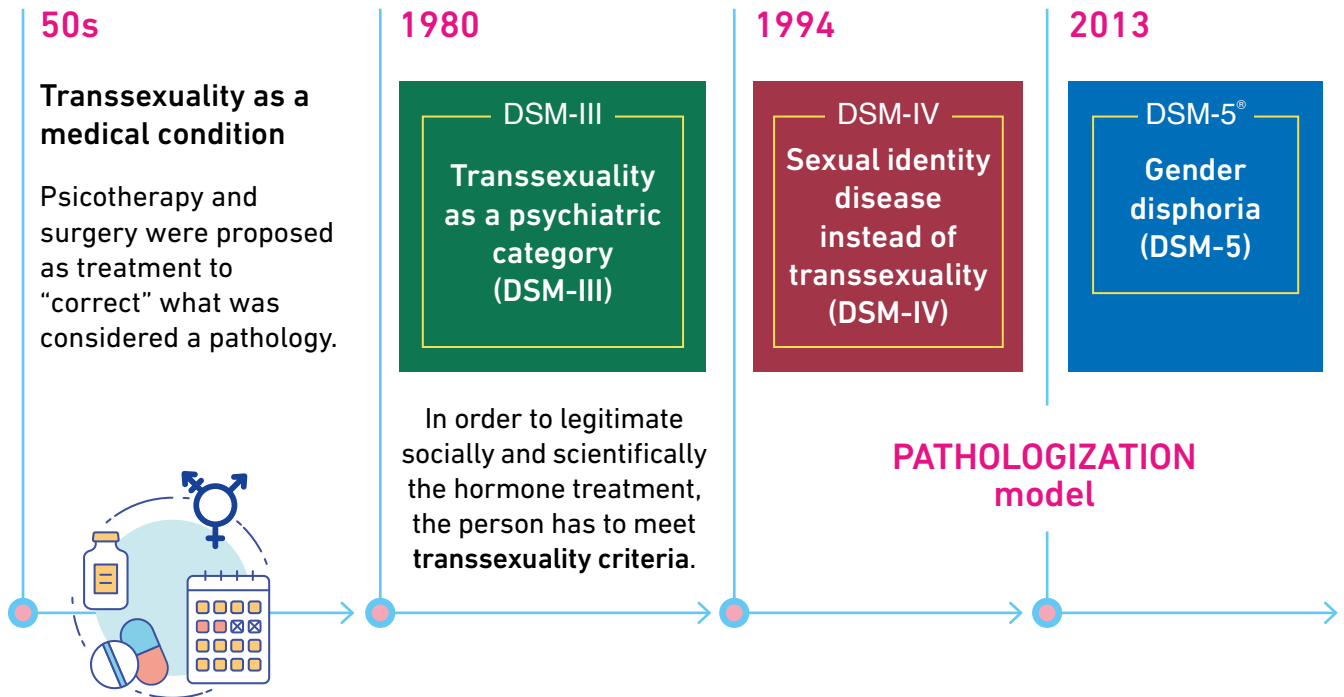 50s
Transsexuality as a
medical condition
Psicotherapy and
surgery were proposed
as treatment to
“correct” what was
considered a pathology.
1980
DSM-III
Transsexuality
as a psychiatric
category
(DSM-III)
In order to legitimate
socially and scientifically
the hormone treatment,
the person has to meet
transsexuality criteria.
1994
DSM-IV
Sexual identity
disease
instead of
transsexuality
(DSM-IV)
2013
DSM-5®
Gender
disphoria
(DSM-5)
PATHOLOGIZATION
model